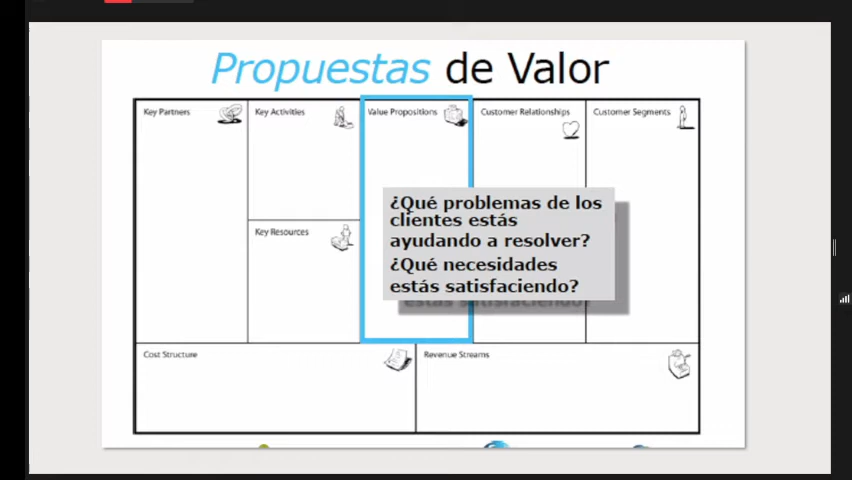 Propuestas de Valor
Key Partners
Key Activities
Value Propositions
Customer Relationships
Customer Segments
¿Qué problemas de los
clientes estás
ayudando a resolver?
¿Qué necesidades
estás satisfaciendo?
Key Resources
Cost Structure
Revenue Streams